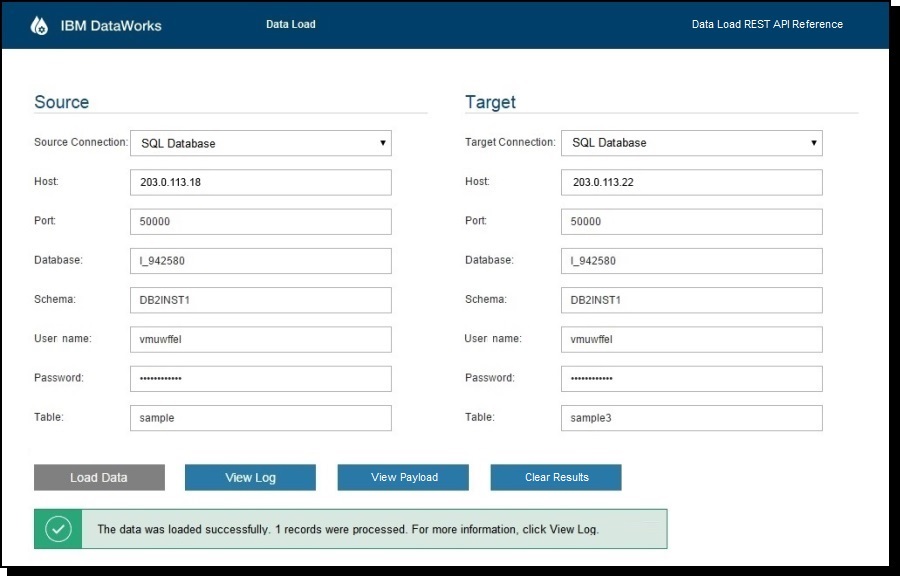 IBM DataWorks Data Load Data Load REST API Reference
Source
Source Connection: SQL Database
Host: 203.0.113.18
Port: 50000
Database: I_942580
Schema: DB2INST1
User name: vmuwffel
Password: ••••••••••••
Table: sample
Target
Target Connection: SQL Database
Host: 203.0.113.22
Port: 50000
Database: I_942580
Schema: DB2INST1
User name: vmuwffel
Password: ••••••••••••
Table: sample3
Load Data View Log View Payload Clear Results
The data was loaded successfully. 1 records were processed. For more information, click View Log.